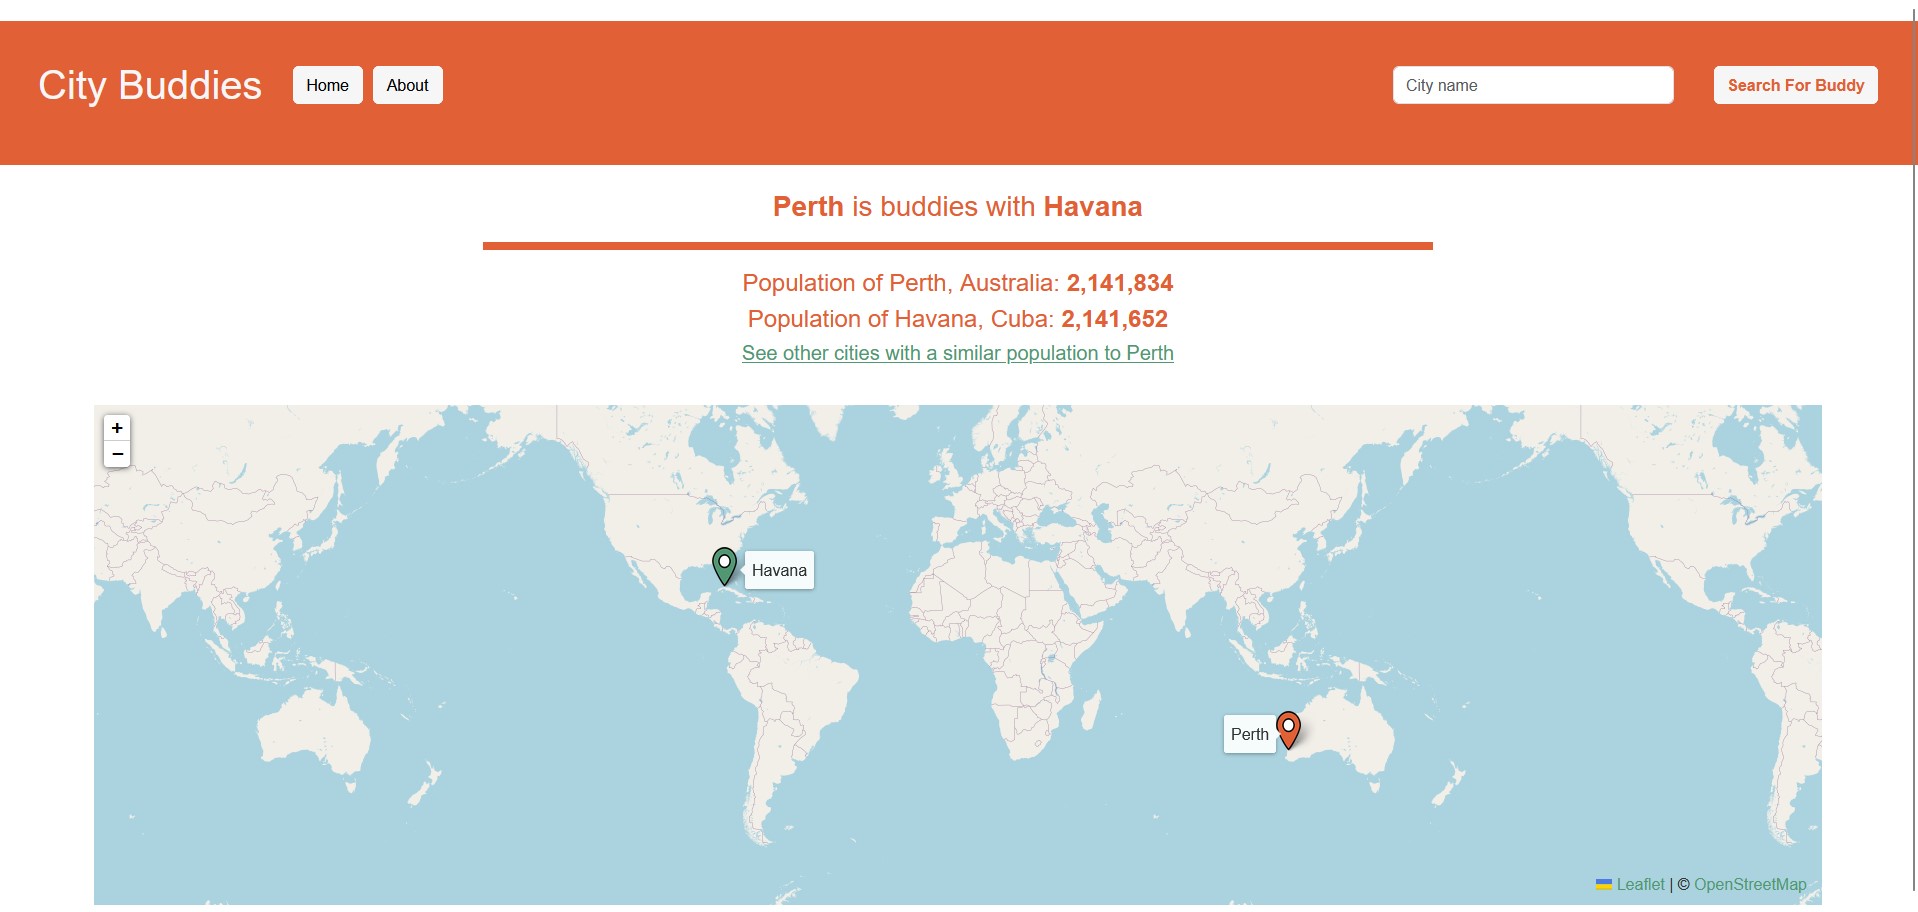 City Buddies Home About City name Search For Buddy
Perth is buddies with Havana
Population of Perth, Australia: 2,141,834
Population of Havana, Cuba: 2,141,652
See other cities with a similar population to Perth
+
−
Havana
Perth
Leaflet | © OpenStreetMap